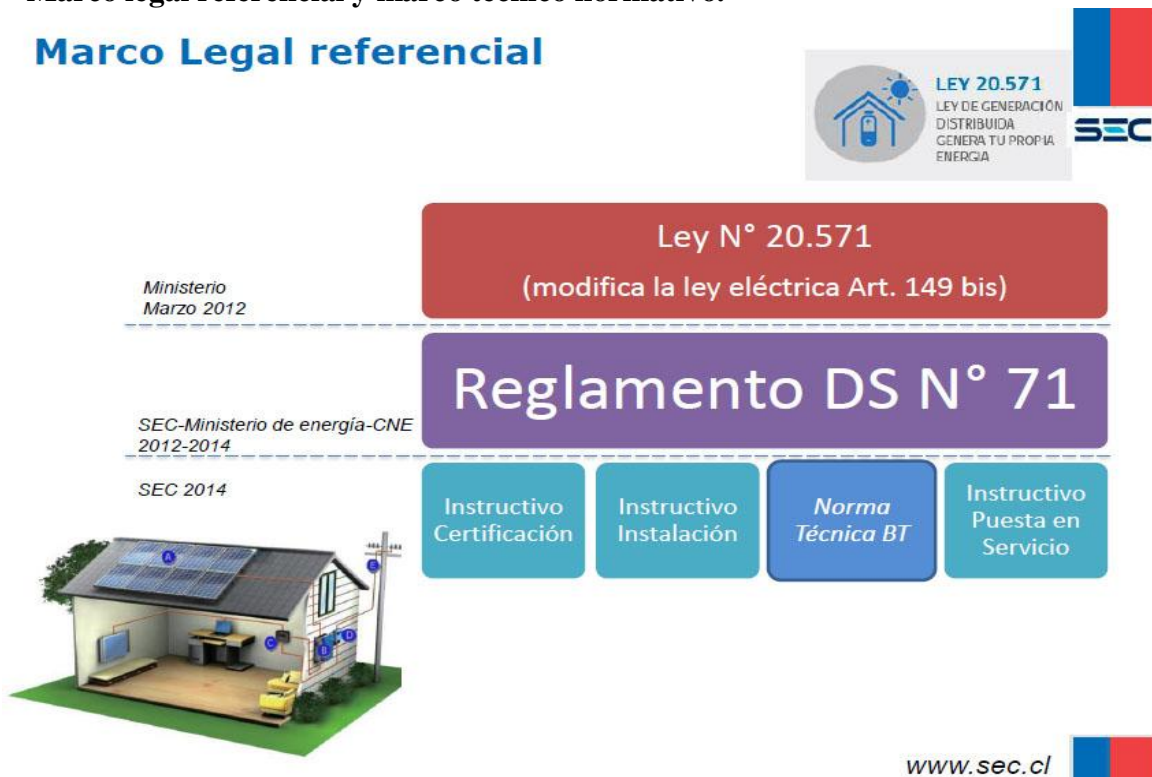 Marco legal referencial y marco técnico normativo.
Marco Legal referencial
LEY 20.571
LEY DE GENERACIÓN
DISTRIBUIDA
GENERA TU PROPIA
ENERGIA
SEC
Ley N° 20.571
(modifica la ley eléctrica Art. 149 bis)
Ministerio
Marzo 2012
Reglamento DS N° 71
SEC-Ministerio de energía-CNE
2012-2014
SEC 2014
Instructivo
Certificación
Instructivo
Instalación
Norma
Técnica BT
Instructivo
Puesta en
Servicio
A
E
C
B
D
www.sec.cl